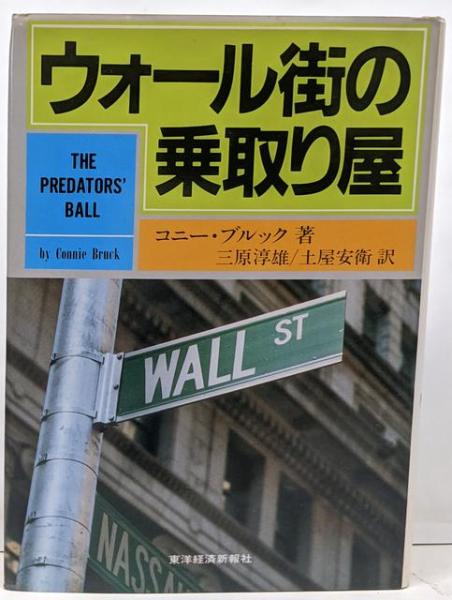 ウォール街の
乗取り屋
THE
PREDATORS'
BALL
by Connie Bruck
コニー・ブルック 著
三原淳雄/土屋安衛 訳
WALL ST
NASSAU
東洋経済新報社